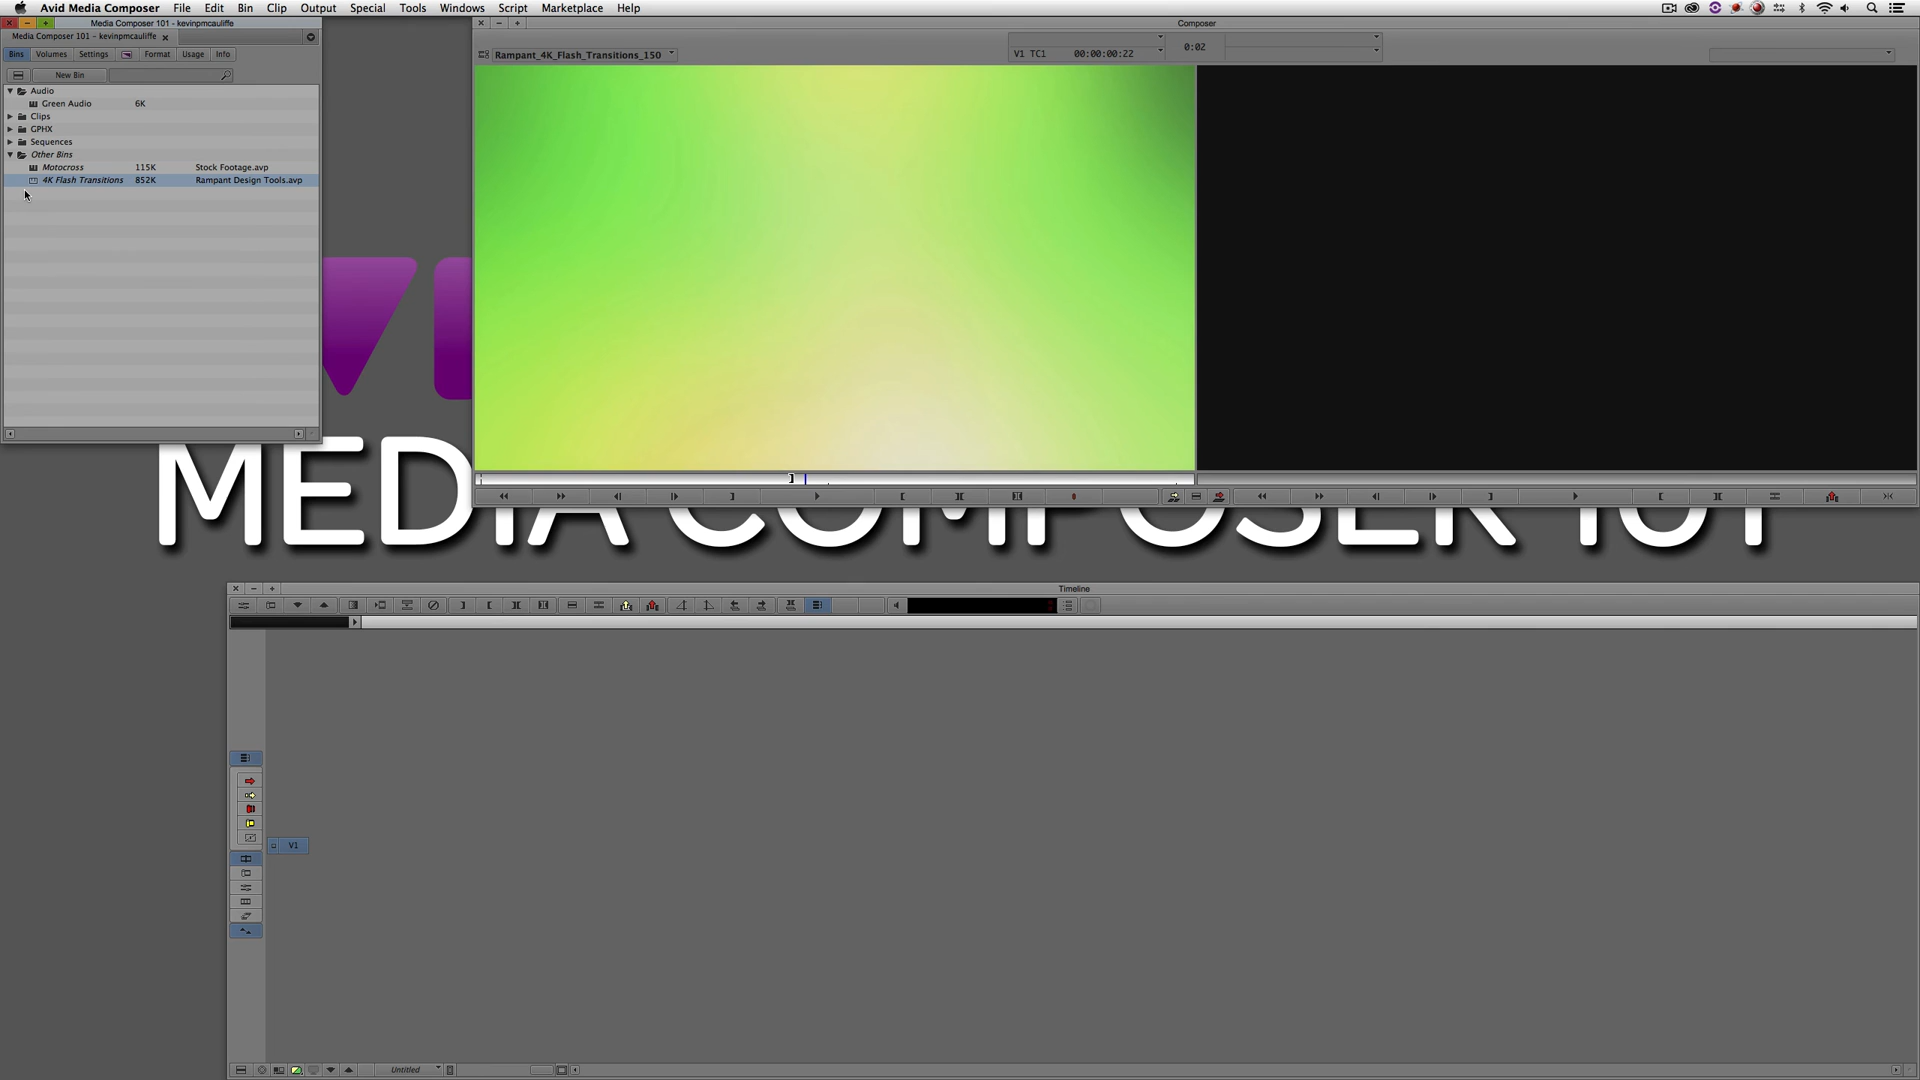 Avid Media Composer File Edit Bin Clip Output Special Tools Windows Script Marketplace Help
Media Composer 101 - kevinpmcauliffe
Composer
Media Composer 101 - kevinpmcauliffe
Bins Volumes Settings Format Usage Info
Rampant_4K_Flash_Transitions_150
V1 TC1 00:00:00:22 0:02
New Bin
Audio
Green Audio 6K
Clips
GPHX
Sequences
Other Bins
Motocross 115K Stock Footage.avp
4K Flash Transitions 852K Rampant Design Tools.avp
MEDIA COMPOSER 101
Timeline
V1
Untitled